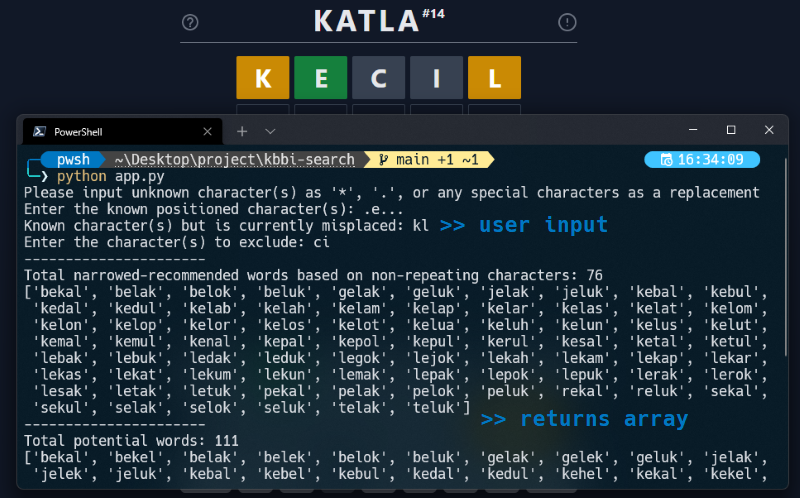 KATLA #14
K E C I L
PowerShell
pwsh ~\Desktop\project\kbbi-search main +1 ~1 16:34:09
❯ python app.py
Please input unknown character(s) as '*', '.', or any special characters as a replacement
Enter the known positioned character(s): .e...
Known character(s) but is currently misplaced: kl >> user input
Enter the character(s) to exclude: ci
----------------------
Total narrowed-recommended words based on non-repeating characters: 76
['bekal', 'belak', 'belok', 'beluk', 'gelak', 'geluk', 'jelak', 'jeluk', 'kebal', 'kebul',
'kedal', 'kedul', 'kelab', 'kelah', 'kelam', 'kelap', 'kelar', 'kelas', 'kelat', 'kelom',
'kelon', 'kelop', 'kelor', 'kelos', 'kelot', 'kelua', 'keluh', 'kelun', 'kelus', 'kelut',
'kemal', 'kemul', 'kenal', 'kepal', 'kepol', 'kepul', 'kerul', 'kesal', 'ketal', 'ketul',
'lebak', 'lebuk', 'ledak', 'leduk', 'legok', 'lejok', 'lekah', 'lekam', 'lekap', 'lekar',
'lekas', 'lekat', 'lekum', 'lekun', 'lemak', 'lepak', 'lepok', 'lepuk', 'lerak', 'lerok',
'lesak', 'letak', 'letuk', 'pekal', 'pelak', 'pelok', 'peluk', 'rekal', 'reluk', 'sekal',
'sekul', 'selak', 'selok', 'seluk', 'telak', 'teluk']
>> returns array
----------------------
Total potential words: 111
['bekal', 'bekel', 'belak', 'belek', 'belok', 'beluk', 'gelak', 'gelek', 'geluk', 'jelak',
'jelek', 'jeluk', 'kebal', 'kebel', 'kebul', 'kedal', 'kedul', 'kehel', 'kekal', 'kekel',